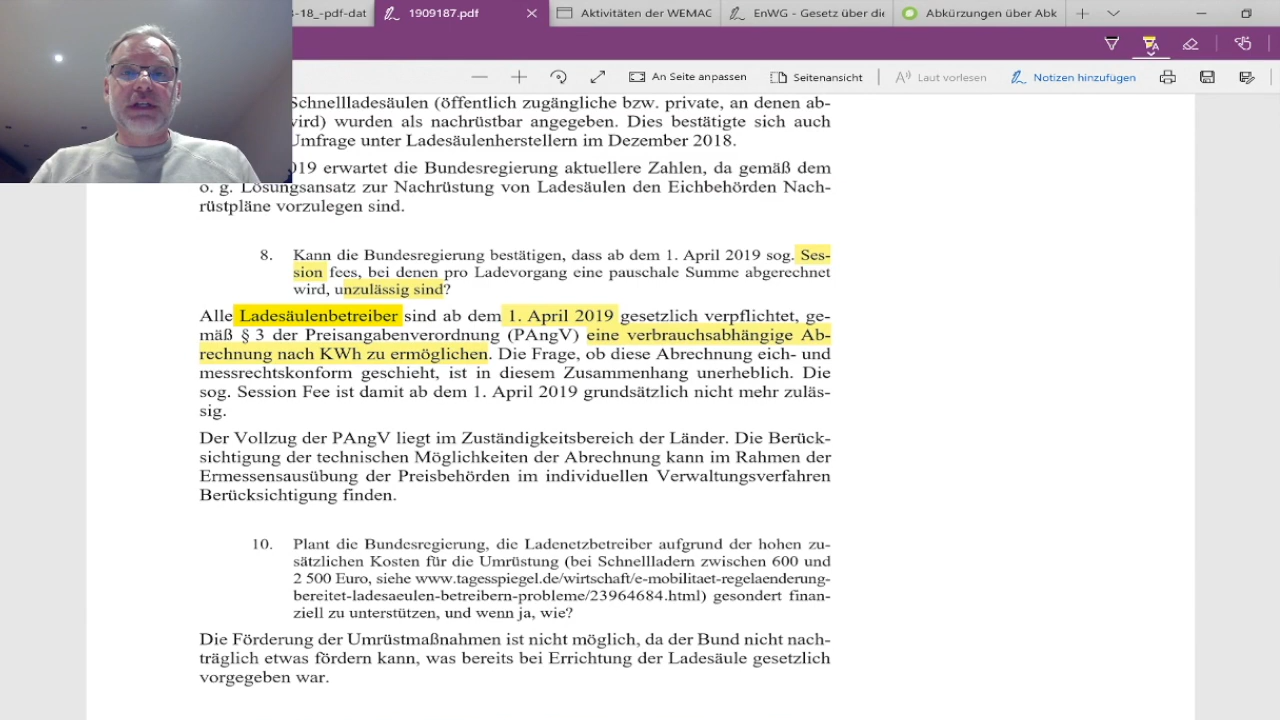 -18_-pdf-dat
1909187.pdf
Aktivitäten der WEMAC
EnWG - Gesetz über die
Abkürzungen über Abk
An Seite anpassen
Seitenansicht
Laut vorlesen
Notizen hinzufügen
Schnellladesäulen (öffentlich zugängliche bzw. private, an denen ab-
wird) wurden als nachrüstbar angegeben. Dies bestätigte sich auch
Umfrage unter Ladesäulenherstellern im Dezember 2018.
019 erwartet die Bundesregierung aktuellere Zahlen, da gemäß dem
o. g. Lösungsansatz zur Nachrüstung von Ladesäulen den Eichbehörden Nach-
rüstpläne vorzulegen sind.
8. Kann die Bundesregierung bestätigen, dass ab dem 1. April 2019 sog. Ses-
sion fees, bei denen pro Ladevorgang eine pauschale Summe abgerechnet
wird, unzulässig sind?
Alle Ladesäulenbetreiber sind ab dem 1. April 2019 gesetzlich verpflichtet, ge-
mäß § 3 der Preisangabenverordnung (PAngV) eine verbrauchsabhängige Ab-
rechnung nach KWh zu ermöglichen. Die Frage, ob diese Abrechnung eich- und
messrechtskonform geschieht, ist in diesem Zusammenhang unerheblich. Die
sog. Session Fee ist damit ab dem 1. April 2019 grundsätzlich nicht mehr zuläs-
sig.
Der Vollzug der PAngV liegt im Zuständigkeitsbereich der Länder. Die Berück-
sichtigung der technischen Möglichkeiten der Abrechnung kann im Rahmen der
Ermessensausübung der Preisbehörden im individuellen Verwaltungsverfahren
Berücksichtigung finden.
10. Plant die Bundesregierung, die Ladenetzbetreiber aufgrund der hohen zu-
sätzlichen Kosten für die Umrüstung (bei Schnellladern zwischen 600 und
2 500 Euro, siehe www.tagesspiegel.de/wirtschaft/e-mobilitaet-regelaenderung-
bereitet-ladesaeulen-betreibern-probleme/23964684.html) gesondert finan-
ziell zu unterstützen, und wenn ja, wie?
Die Förderung der Umrüstmaßnahmen ist nicht möglich, da der Bund nicht nach-
träglich etwas fördern kann, was bereits bei Errichtung der Ladesäule gesetzlich
vorgegeben war.